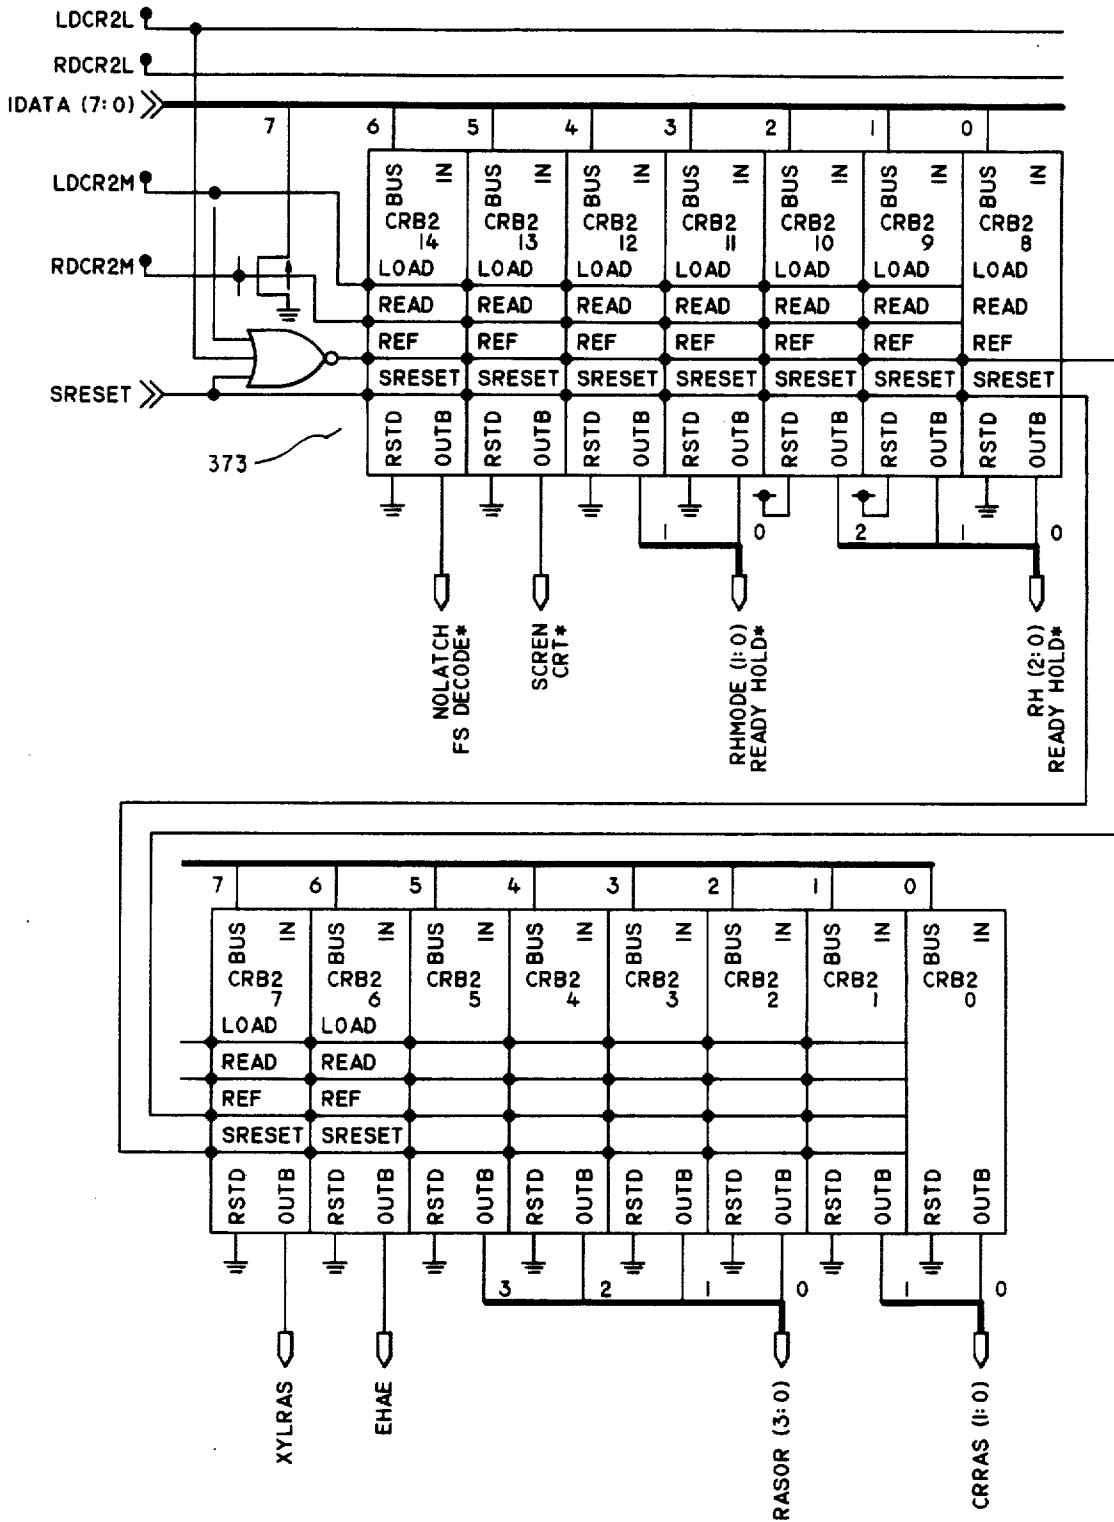 LDCR2L
RDCR2L
IDATA (7:0)
7 6 5 4 3 2 1 0
LDCR2M
RDCR2M
SRESET
373
BUS IN BUS IN BUS IN BUS IN BUS IN BUS IN BUS IN
CRB2 CRB2 CRB2 CRB2 CRB2 CRB2 CRB2
14 13 12 11 10 9 8
LOAD LOAD LOAD LOAD LOAD LOAD LOAD
READ READ READ READ READ READ READ
REF REF REF REF REF REF REF
SRESET SRESET SRESET SRESET SRESET SRESET SRESET
RSTD OUTB RSTD OUTB RSTD OUTB RSTD OUTB RSTD OUTB RSTD OUTB RSTD OUTB
1 0 2 1 0
NOLATCH
FS DECODE*
SCREN
CRT*
RHMODE (1:0)
READY HOLD*
RH (2:0)
READY HOLD*
7 6 5 4 3 2 1 0
BUS IN BUS IN BUS IN BUS IN BUS IN BUS IN BUS IN BUS IN
CRB2 CRB2 CRB2 CRB2 CRB2 CRB2 CRB2 CRB2
7 6 5 4 3 2 1 0
LOAD LOAD
READ READ
REF REF
SRESET SRESET
RSTD OUTB RSTD OUTB RSTD OUTB RSTD OUTB RSTD OUTB RSTD OUTB RSTD OUTB RSTD OUTB
3 2 1 0 1 0
XYLRAS
EHAE
RASOR (3:0)
CRRAS (1:0)